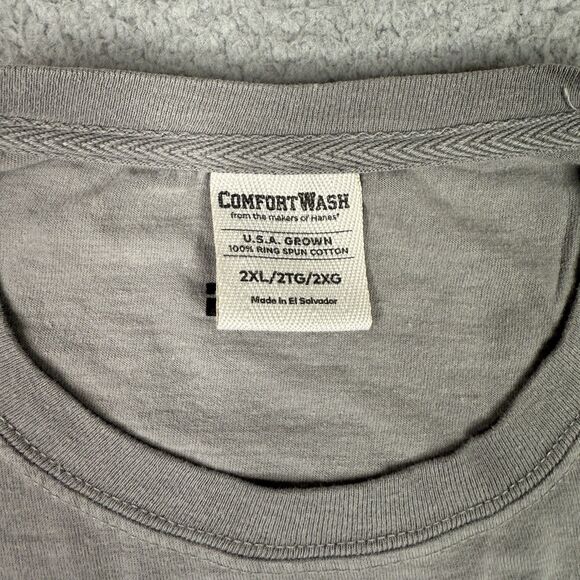 COMFORTWASH
from the makers of Hanes®
U.S.A. GROWN
100% RING SPUN COTTON
2XL/2TG/2XG
Made In El Salvador